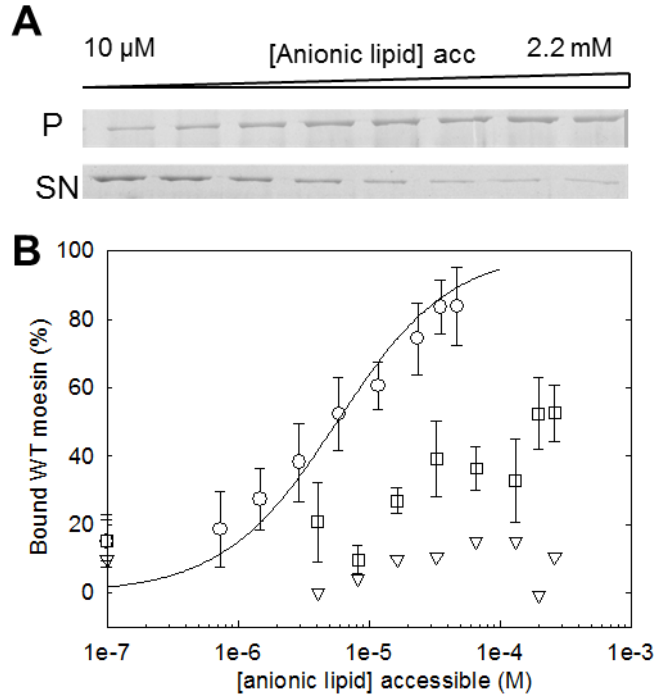 A
10 µM [Anionic lipid] acc 2.2 mM
P
SN
B
100
80
60
40
20
0
Bound WT moesin (%)
1e-7 1e-6 1e-5 1e-4 1e-3
[anionic lipid] accessible (M)